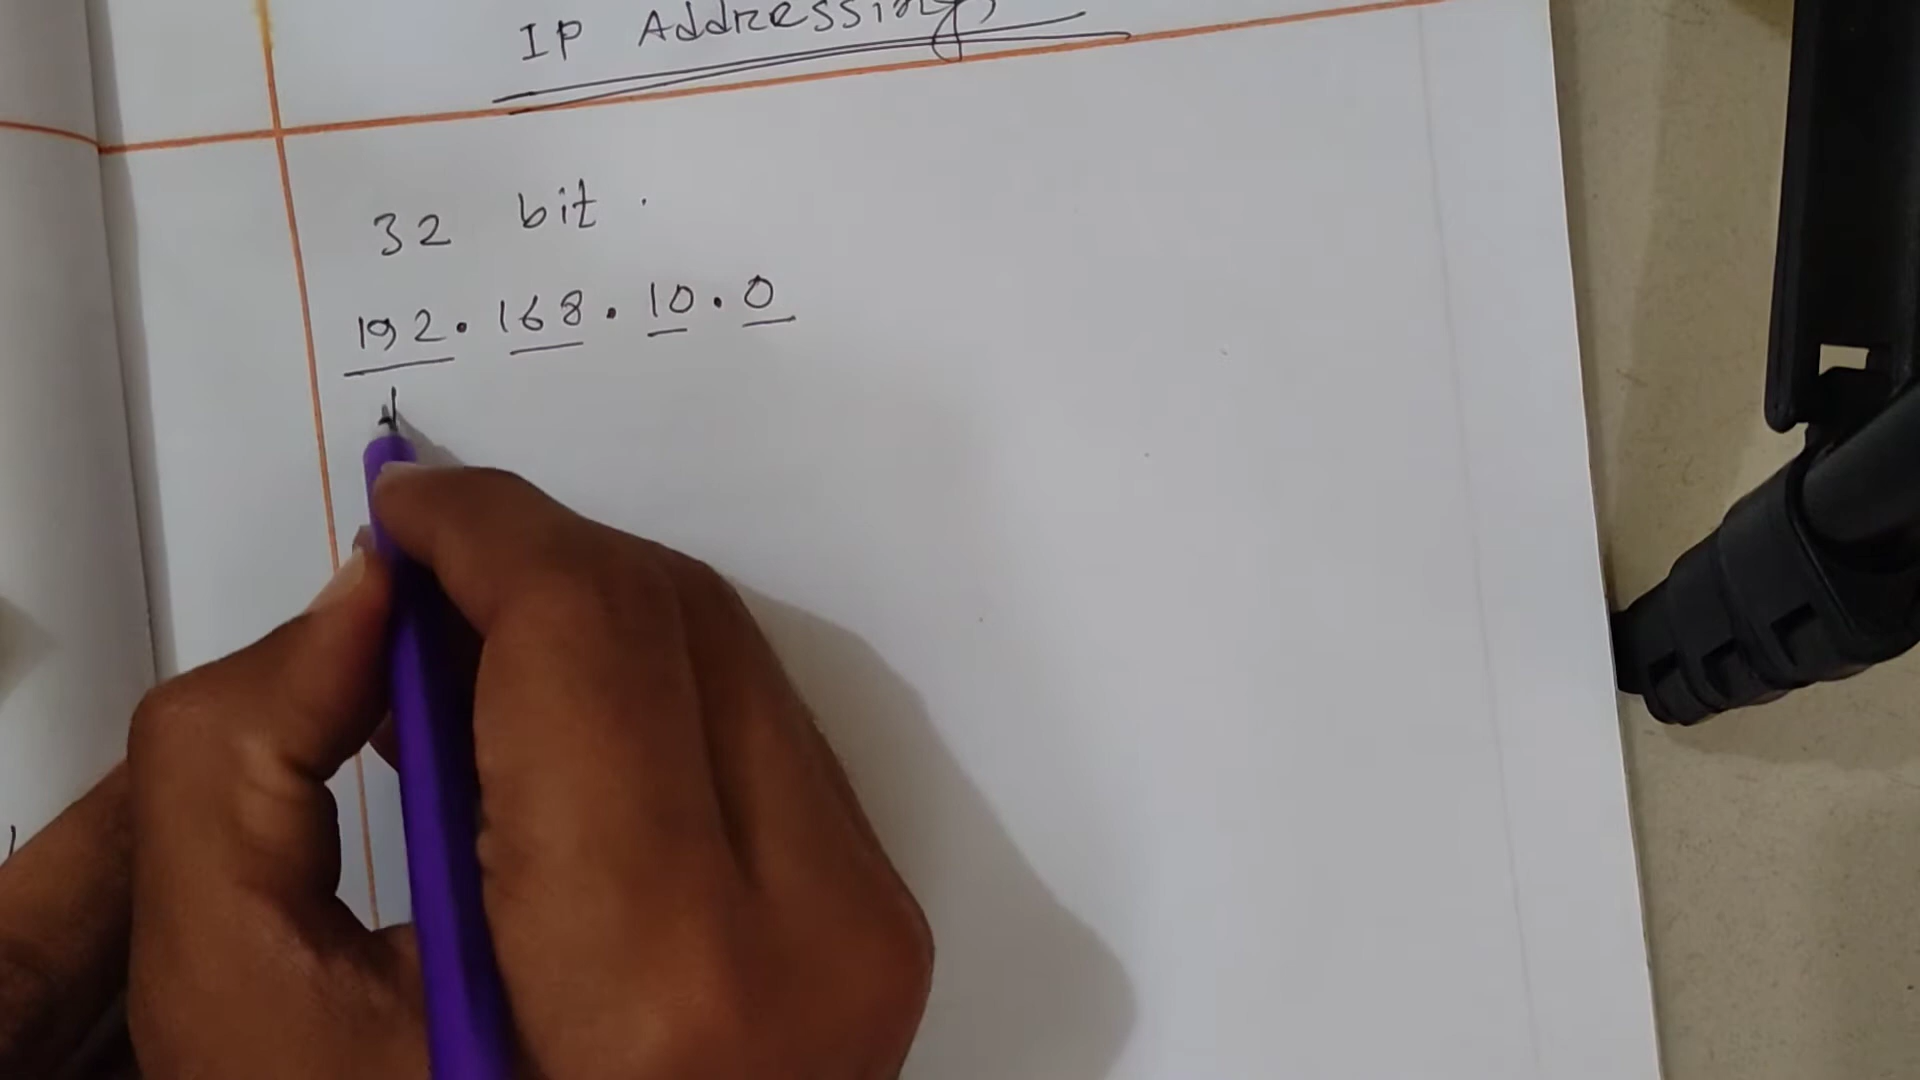 IP Addressing
32 bit .
192.168.10.0